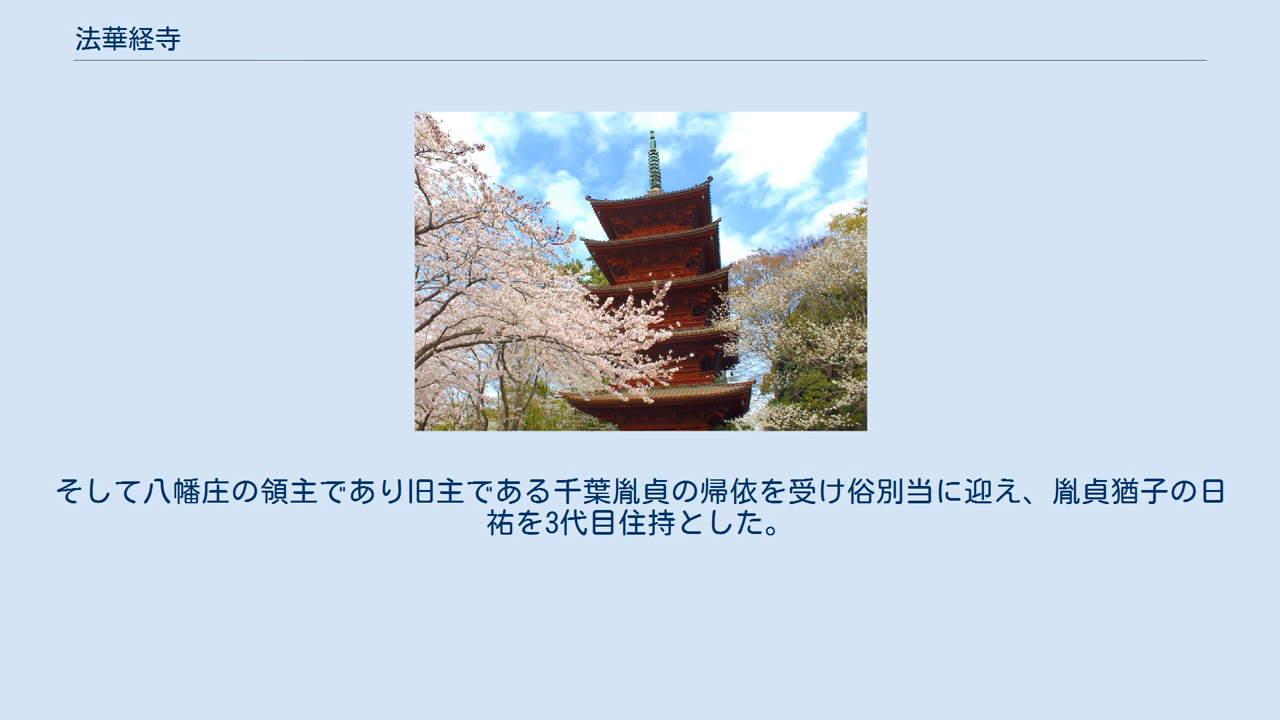 法華経寺
そして八幡庄の領主であり旧主である千葉胤貞の帰依を受け俗別当に迎え、胤貞猶子の日
祐を3代目住持とした。